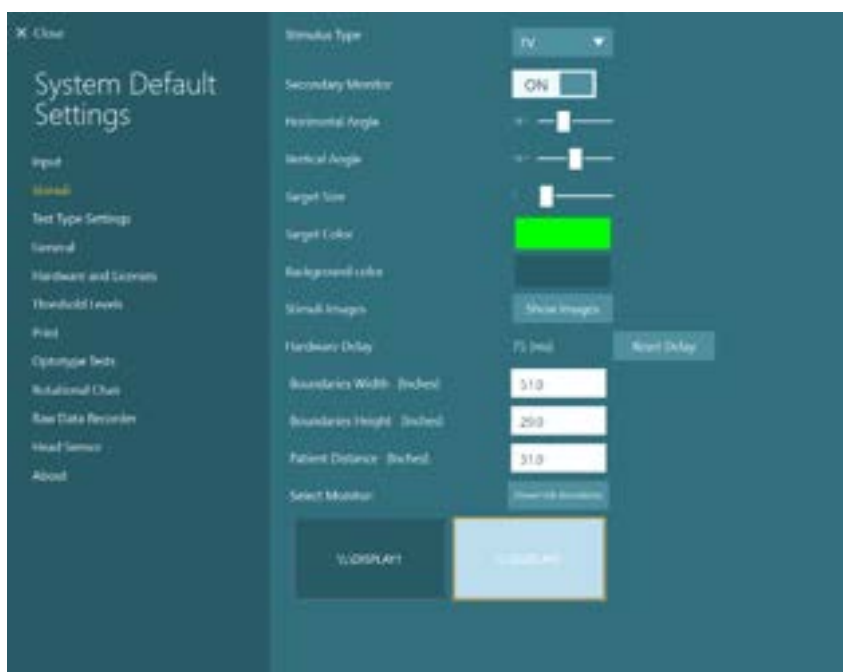 X Close
System Default
Settings
Input
Stimuli
Test Type Settings
General
Hardware and Licenses
Threshold Levels
Print
Optotype Tests
Rotational Chair
Raw Data Recorder
Head Sensor
About
Stimulus Type
TV
Secondary Monitor
ON
Horizontal Angle
Vertical Angle
Target Size
Target Color
Background color
Stimuli Images
Show Images
Hardware Delay
75 (ms)
Reset Delay
Boundaries Width (Inches)
51.0
Boundaries Height (Inches)
29.0
Patient Distance (Inches)
31.0
Select Monitor
\\.\DISPLAY1